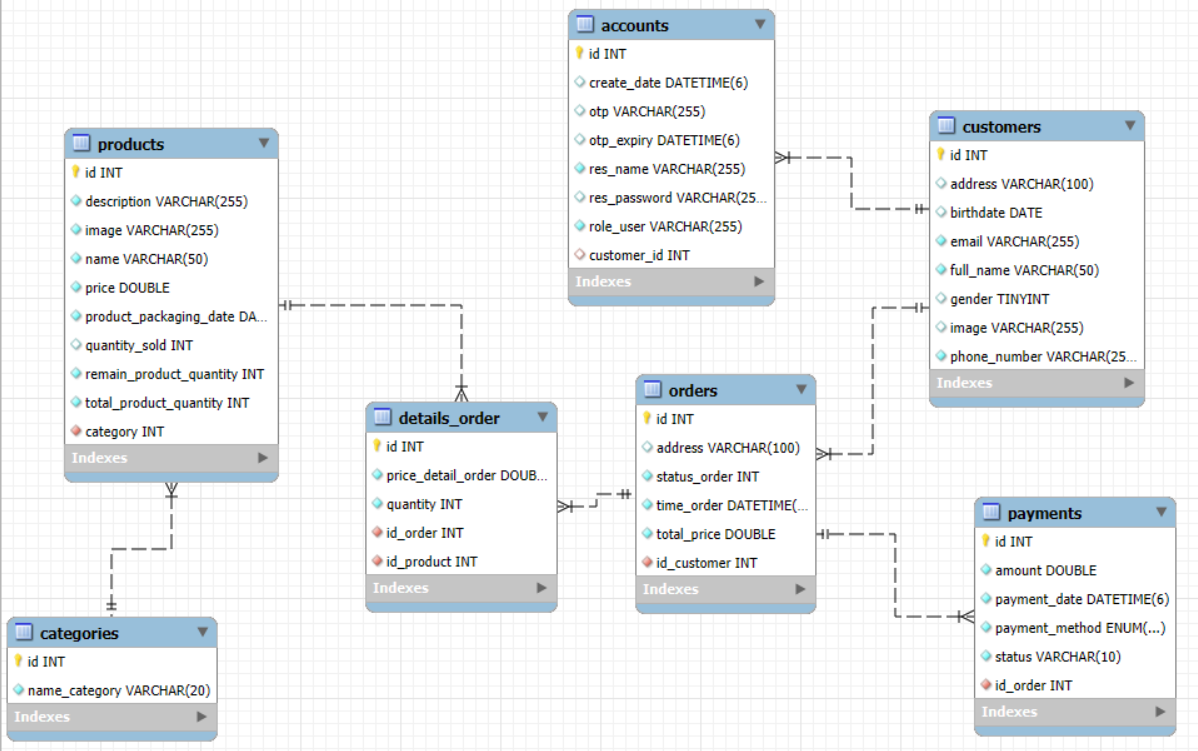 accounts
id INT
create_date DATETIME(6)
otp VARCHAR(255)
otp_expiry DATETIME(6)
res_name VARCHAR(255)
res_password VARCHAR(25...
role_user VARCHAR(255)
customer_id INT
Indexes
customers
id INT
address VARCHAR(100)
birthdate DATE
email VARCHAR(255)
full_name VARCHAR(50)
gender TINYINT
image VARCHAR(255)
phone_number VARCHAR(25...
Indexes
products
id INT
description VARCHAR(255)
image VARCHAR(255)
name VARCHAR(50)
price DOUBLE
product_packaging_date DA...
quantity_sold INT
remain_product_quantity INT
total_product_quantity INT
category INT
Indexes
details_order
id INT
price_detail_order DOUB...
quantity INT
id_order INT
id_product INT
Indexes
orders
id INT
address VARCHAR(100)
status_order INT
time_order DATETIME(...
total_price DOUBLE
id_customer INT
Indexes
payments
id INT
amount DOUBLE
payment_date DATETIME(6)
payment_method ENUM(...)
status VARCHAR(10)
id_order INT
Indexes
categories
id INT
name_category VARCHAR(20)
Indexes